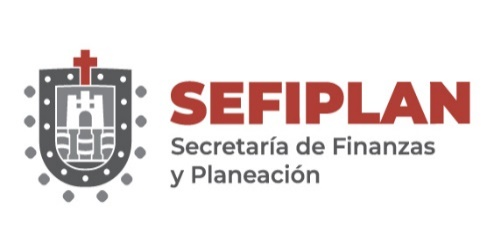 SEFIPLAN
Secretaría de Finanzas
y Planeación